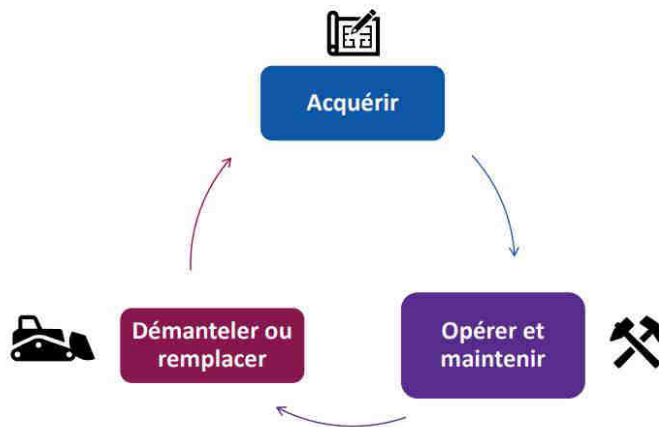 Acquérir
Démanteler ou
remplacer
Opérer et
maintenir